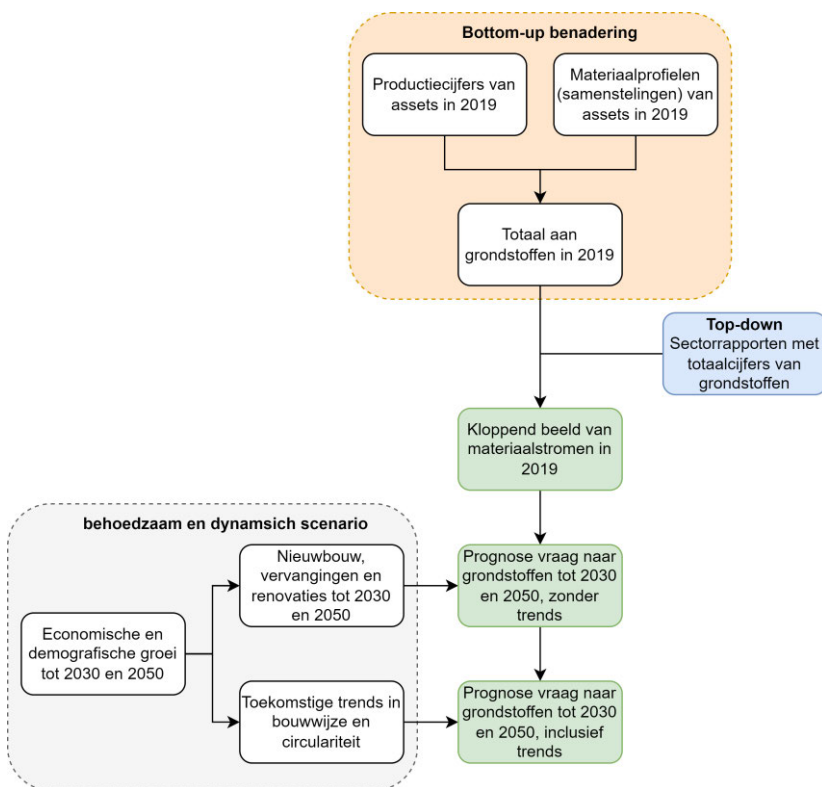 Bottom-up benadering
Productiecijfers van
assets in 2019
Materiaalprofielen
(samenstelingen) van
assets in 2019
Totaal aan
grondstoffen in 2019
Top-down
Sectorrapporten met
totaalcijfers van
grondstoffen
Kloppend beeld van
materiaalstromen in
2019
behoedzaam en dynamsich scenario
Nieuwbouw,
vervangingen en
renovaties tot 2030
en 2050
Prognose vraag naar
grondstoffen tot 2030
en 2050, zonder
trends
Economische en
demografische groei
tot 2030 en 2050
Toekomstige trends in
bouwwijze en
circulariteit
Prognose vraag naar
grondstoffen tot 2030
en 2050, inclusief
trends